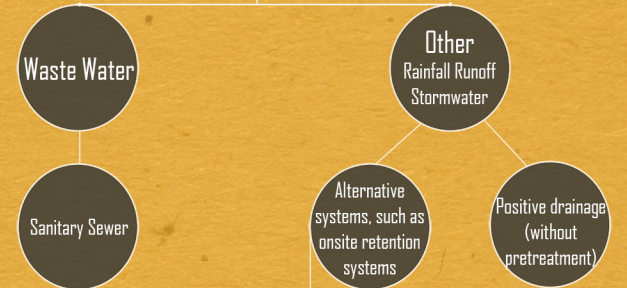 Waste Water
Other
Rainfall Runoff
Stormwater
Sanitary Sewer
Alternative
systems, such as
onsite retention
systems
Positive drainage
(without
pretreatment)